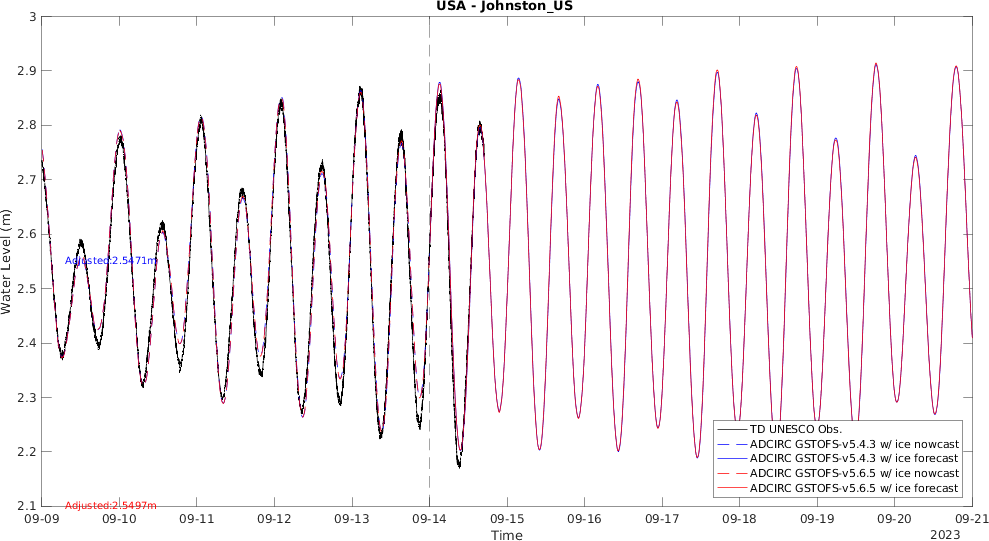 USA - Johnston_US
3
2.9
2.8
2.7
2.6
2.5
2.4
2.3
2.2
2.1
Water Level (m)
Adjusted:2.5471m
Adjusted:2.5497m
TD UNESCO Obs.
ADCIRC GSTOFS-v5.4.3 w/ ice nowcast
ADCIRC GSTOFS-v5.4.3 w/ ice forecast
ADCIRC GSTOFS-v5.6.5 w/ ice nowcast
ADCIRC GSTOFS-v5.6.5 w/ ice forecast
09-09 09-10 09-11 09-12 09-13 09-14 09-15 09-16 09-17 09-18 09-19 09-20 09-21
Time
2023